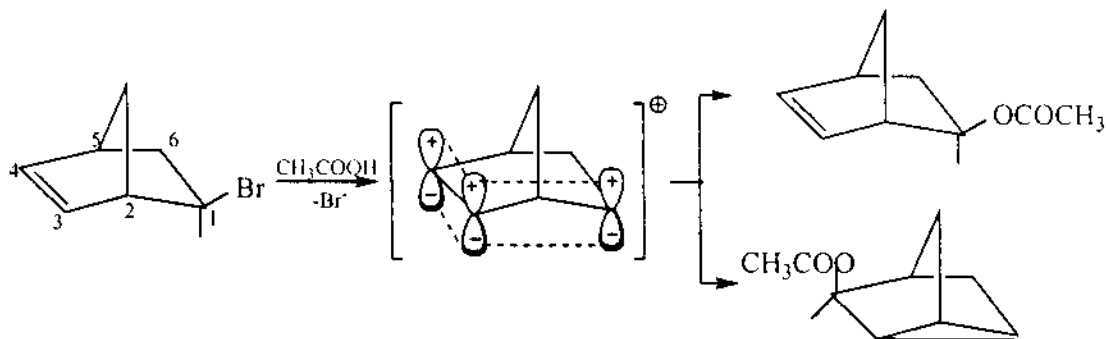 5
6
4
3
2
1
Br
CH₃COOH
-Br⁻
+
-
+
-
+
-
⊕
OCOCH₃
CH₃COO